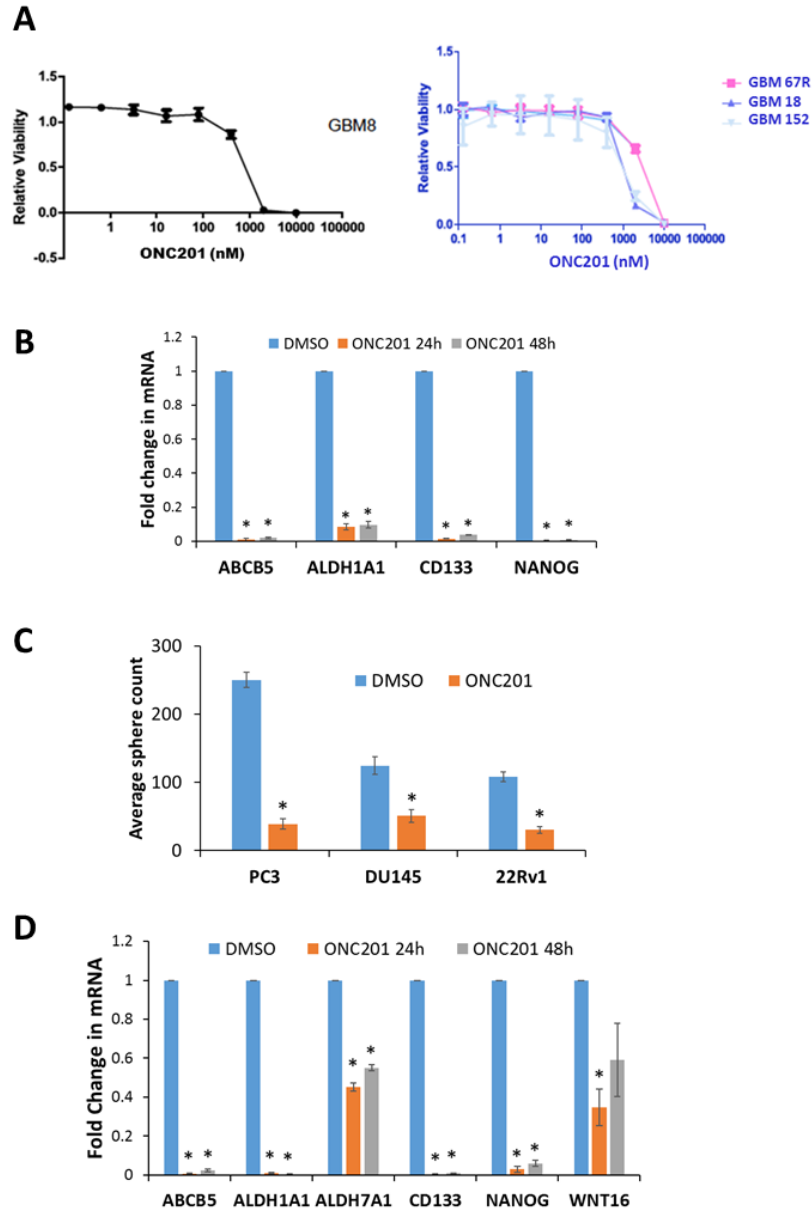 A
1.5
1.0
0.5
0.0
-0.5
Relative Viability
GBM8
1 10 100 1000 10000 100000
ONC201 (nM)
1.5
1.0
0.5
0.0
Relative Viability
0.1 1 10 100 1000 10000 100000
ONC201 (nM)
GBM 67R
GBM 18
GBM 152
B
DMSO ONC201 24h ONC201 48h
Fold change in mRNA
1.2
1
0.8
0.6
0.4
0.2
0
* * * * * * * *
ABCB5 ALDH1A1 CD133 NANOG
C
DMSO ONC201
Average sphere count
300
200
100
0
* * *
PC3 DU145 22Rv1
D
DMSO ONC201 24h ONC201 48h
Fold Change in mRNA
1.2
1
0.8
0.6
0.4
0.2
0
* * * * * * * * * * *
ABCB5 ALDH1A1 ALDH7A1 CD133 NANOG WNT16